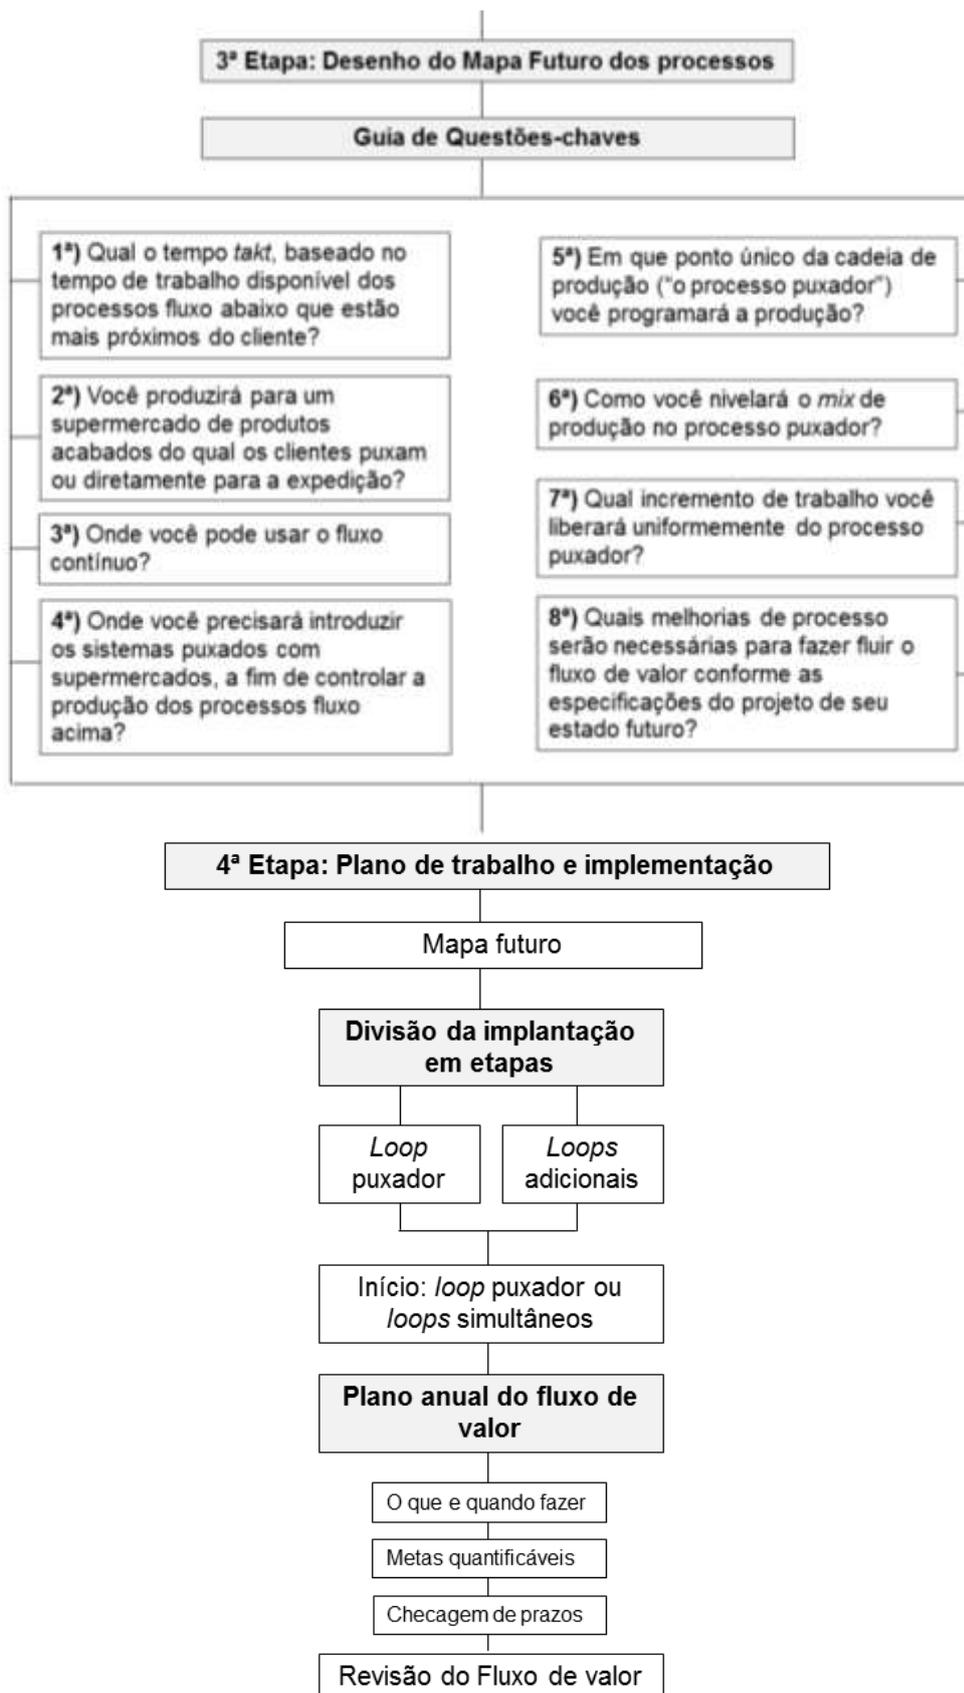 3ª Etapa: Desenho do Mapa Futuro dos processos
Guia de Questões-chaves
1ª) Qual o tempo takt, baseado no
tempo de trabalho disponível dos
processos fluxo abaixo que estão
mais próximos do cliente?
2ª) Você produzirá para um
supermercado de produtos
acabados do qual os clientes puxam
ou diretamente para a expedição?
3ª) Onde você pode usar o fluxo
contínuo?
4ª) Onde você precisará introduzir
os sistemas puxados com
supermercados, a fim de controlar a
produção dos processos fluxo
acima?
5ª) Em que ponto único da cadeia de
produção (“o processo puxador”)
você programará a produção?
6ª) Como você nivelará o mix de
produção no processo puxador?
7ª) Qual incremento de trabalho você
liberará uniformemente do processo
puxador?
8ª) Quais melhorias de processo
serão necessárias para fazer fluir o
fluxo de valor conforme as
especificações do projeto de seu
estado futuro?
4ª Etapa: Plano de trabalho e implementação
Mapa futuro
Divisão da implantação
em etapas
Loop
puxador
Loops
adicionais
Início: loop puxador ou
loops simultâneos
Plano anual do fluxo de
valor
O que e quando fazer
Metas quantificáveis
Checagem de prazos
Revisão do Fluxo de valor